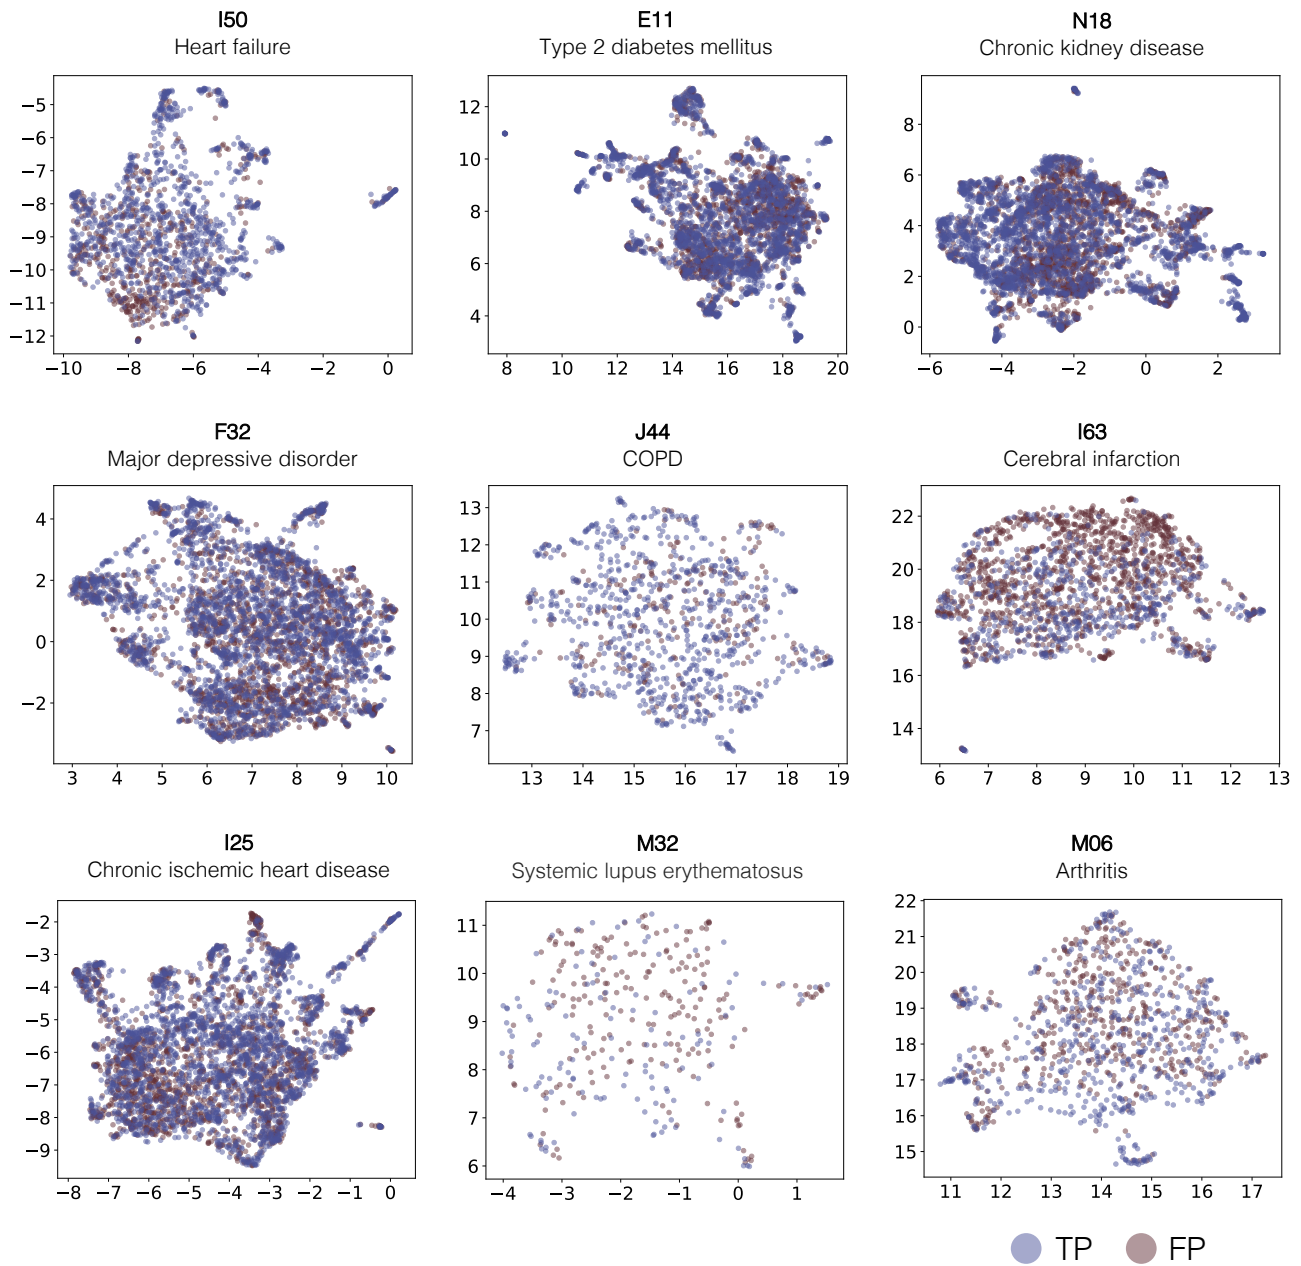 I50
Heart failure
−5
−6
−7
−8
−9
−10
−11
−12
−10 −8 −6 −4 −2 0
E11
Type 2 diabetes mellitus
12
10
8
6
4
8 10 12 14 16 18 20
N18
Chronic kidney disease
8
6
4
2
0
−6 −4 −2 0 2
F32
Major depressive disorder
4
2
0
−2
3 4 5 6 7 8 9 10
J44
COPD
13
12
11
10
9
8
7
13 14 15 16 17 18 19
I63
Cerebral infarction
22
20
18
16
14
6 7 8 9 10 11 12 13
I25
Chronic ischemic heart disease
−2
−3
−4
−5
−6
−7
−8
−9
−8 −7 −6 −5 −4 −3 −2 −1 0
M32
Systemic lupus erythematosus
11
10
9
8
7
6
−4 −3 −2 −1 0 1
M06
Arthritis
22
21
20
19
18
17
16
15
11 12 13 14 15 16 17
TP FP